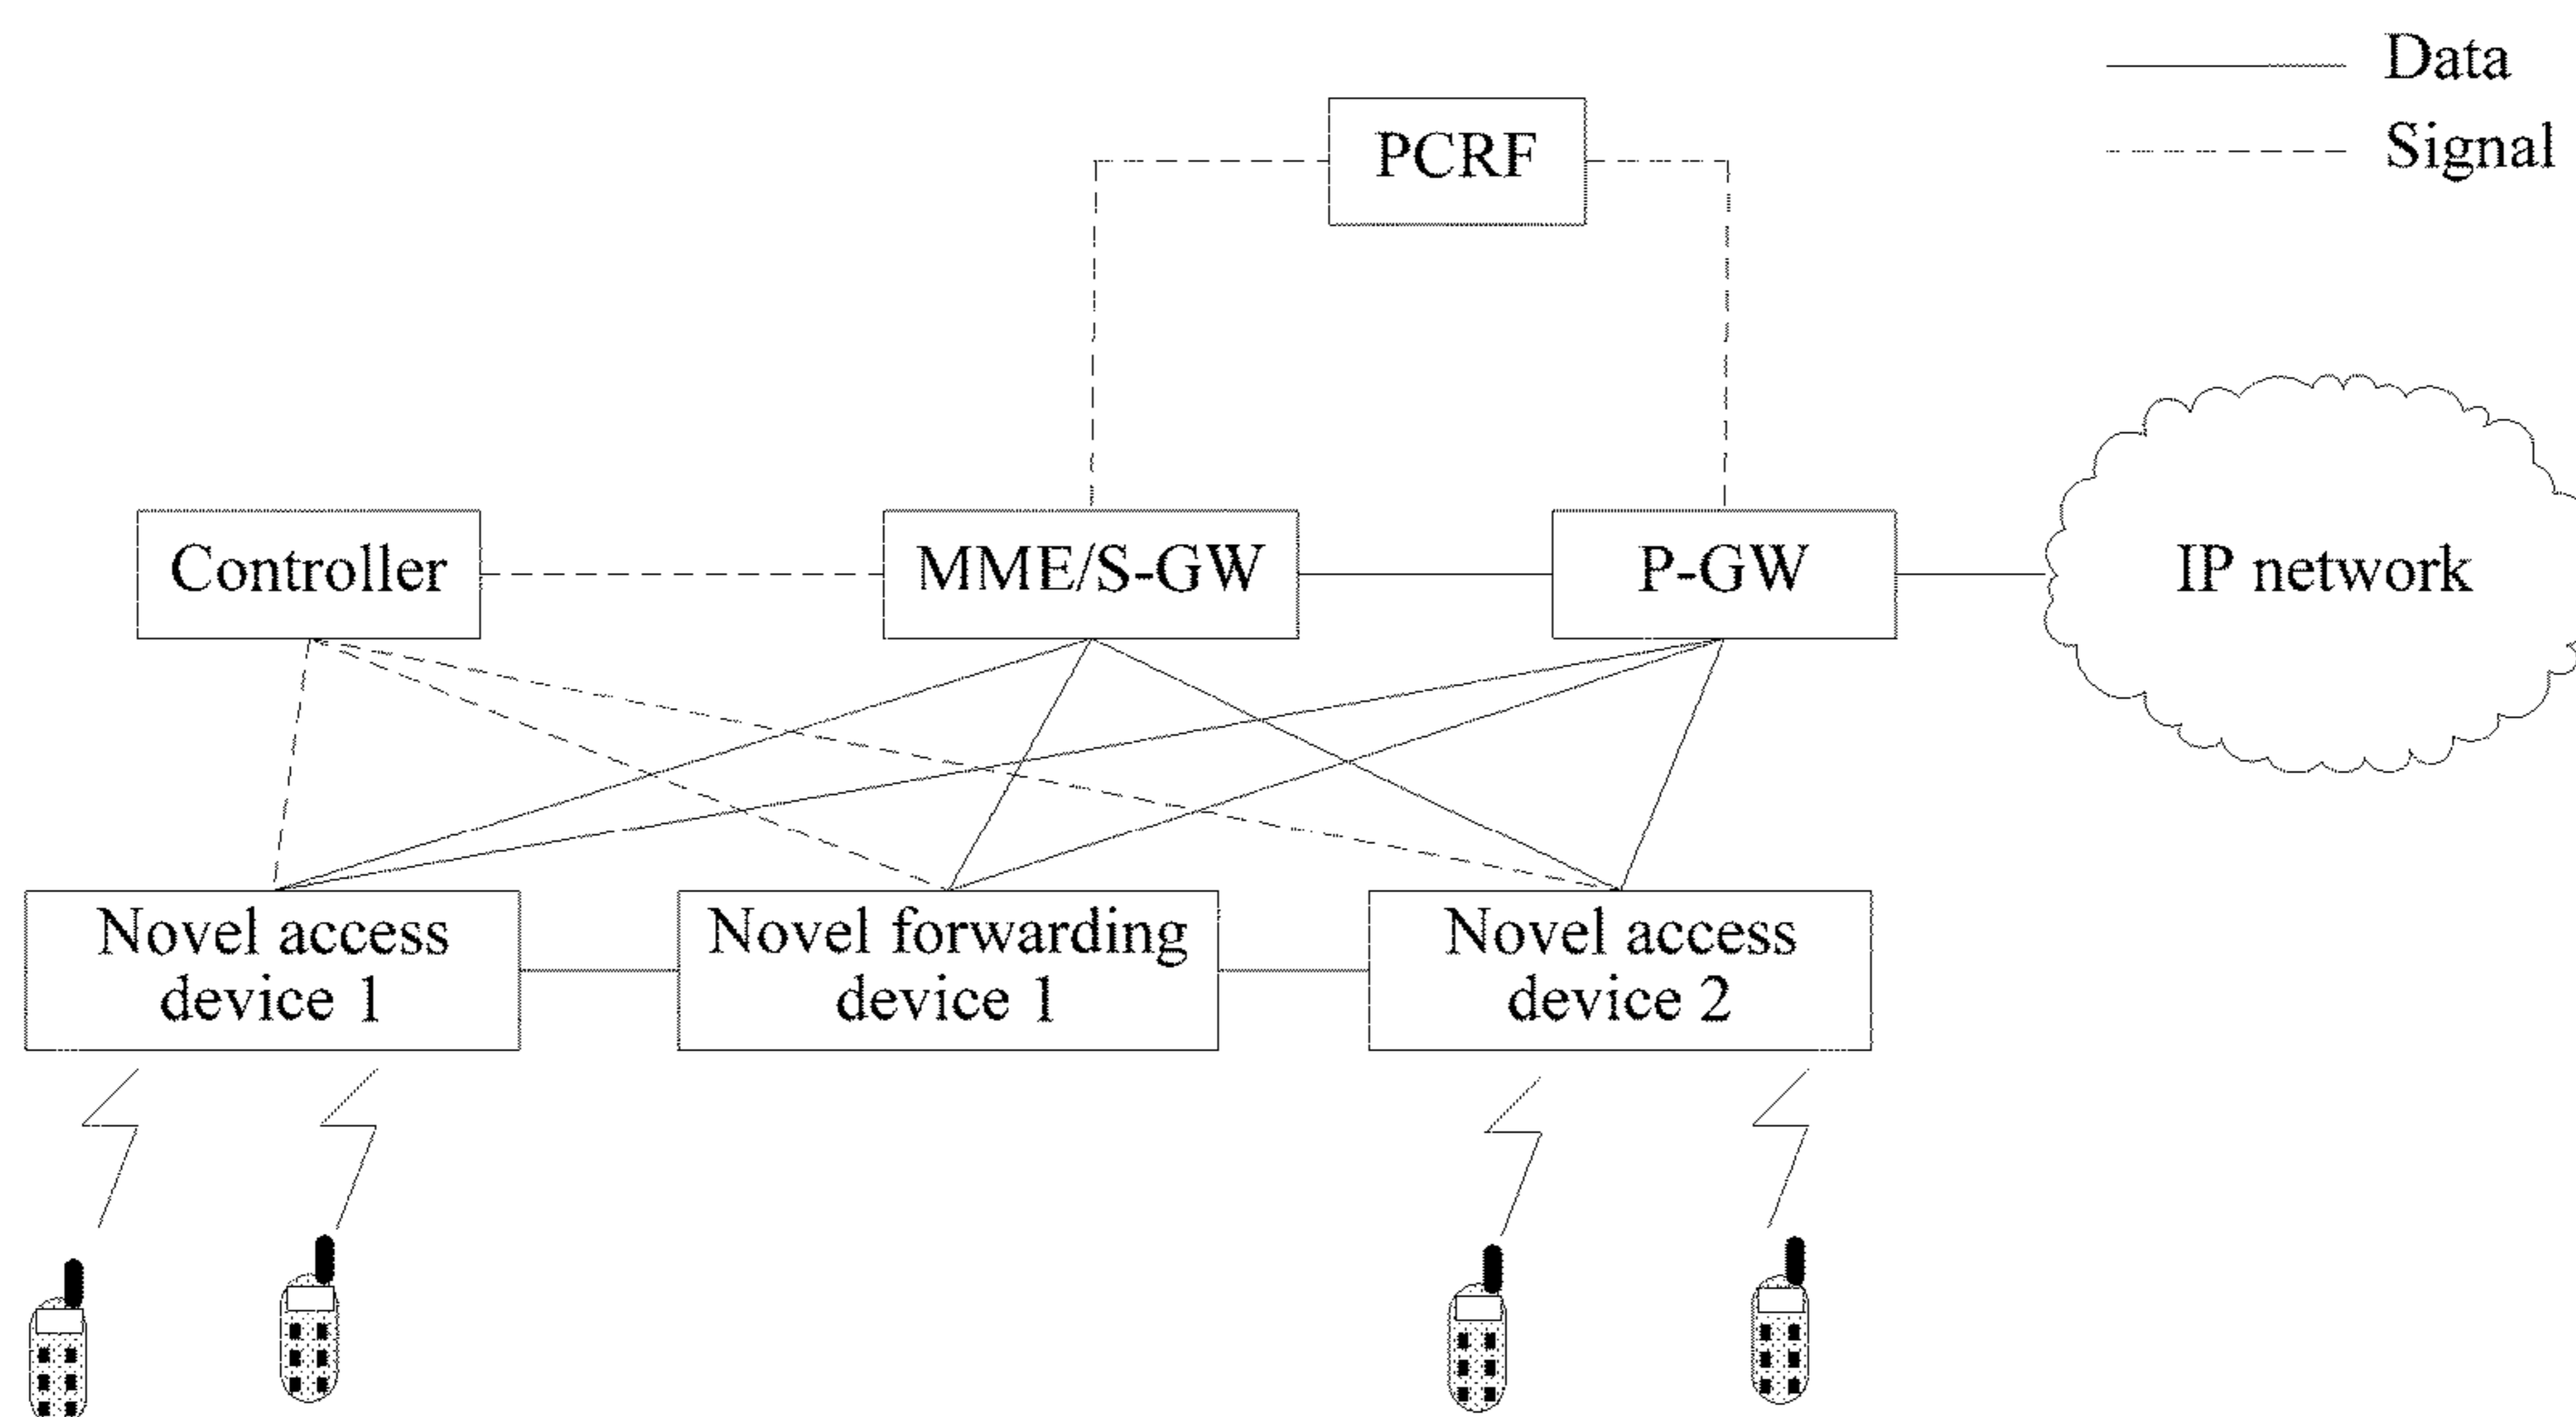 Data
Signal
PCRF
Controller
MME/S-GW
P-GW
IP network
Novel access
device 1
Novel forwarding
device 1
Novel access
device 2